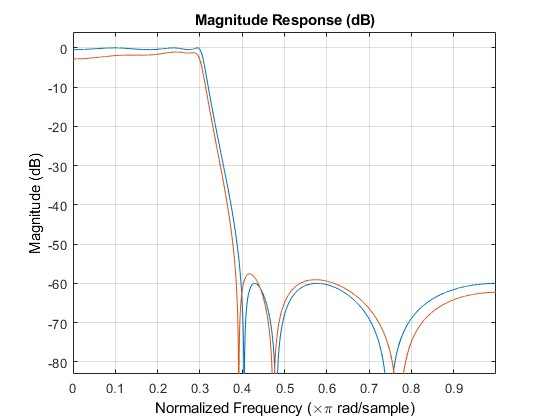 Magnitude Response (dB)
Magnitude (dB)
0
-10
-20
-30
-40
-50
-60
-70
-80
0 0.1 0.2 0.3 0.4 0.5 0.6 0.7 0.8 0.9
Normalized Frequency (×π rad/sample)